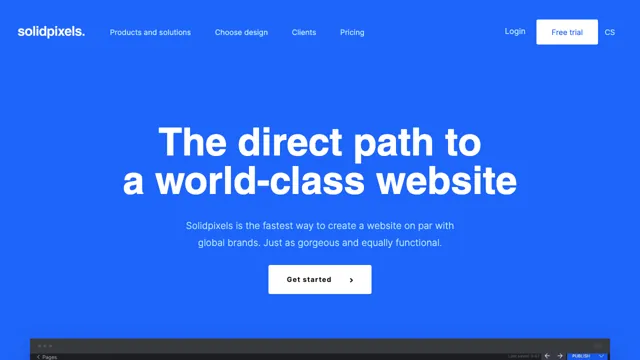 solidpixels.
Products and solutions
Choose design
Clients
Pricing
Login
Free trial
CS
The direct path to
a world-class website
Solidpixels is the fastest way to create a website on par with
global brands. Just as gorgeous and equally functional.
Get started
Pages
PUBLISH